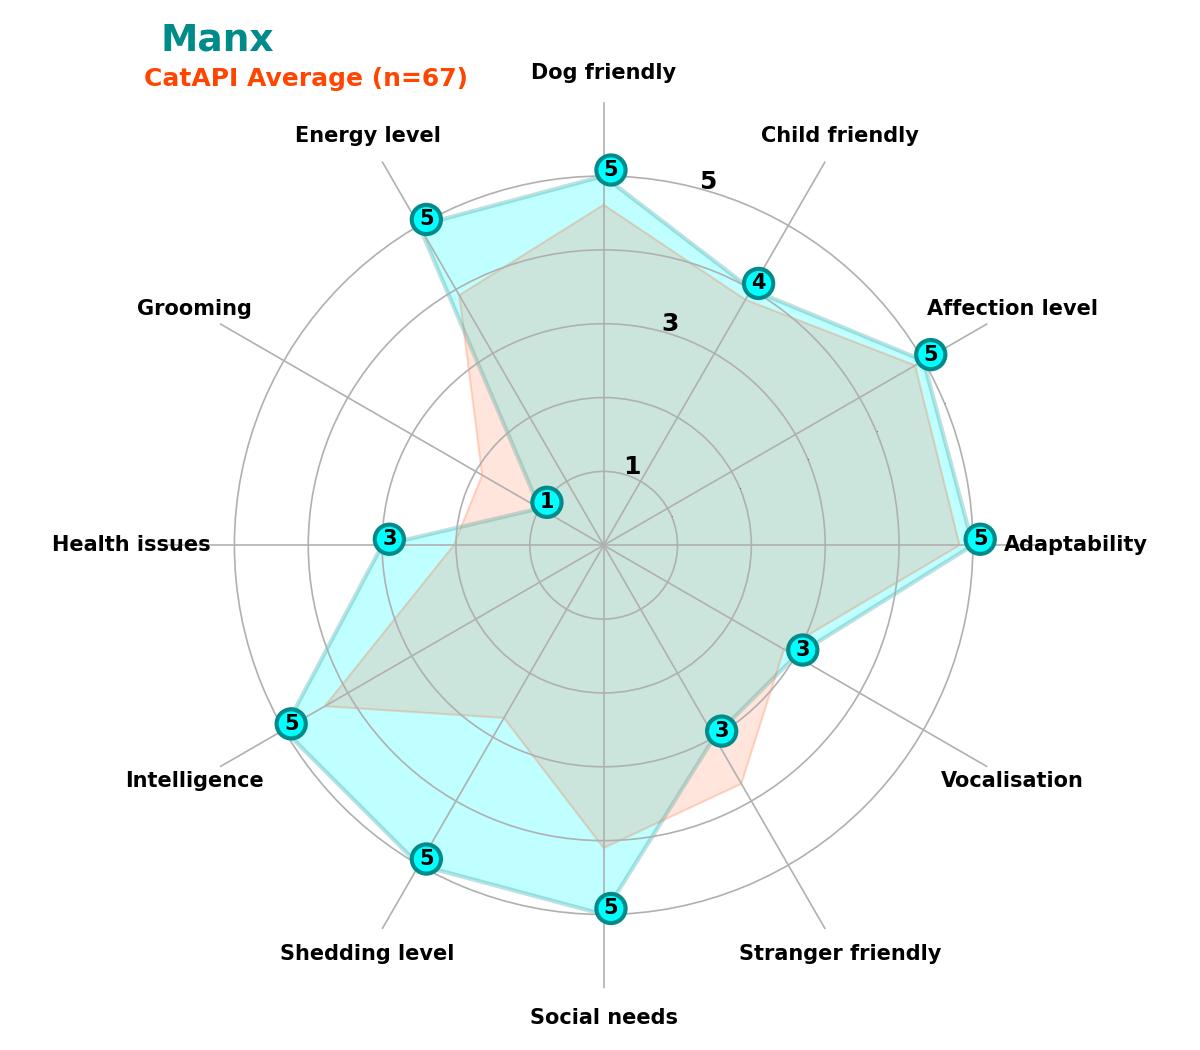 Manx
CatAPI Average (n=67)
Dog friendly
Energy level
Child friendly
5
5
5
4
Grooming
Affection level
3
5
1
1
Health issues
3
5
Adaptability
3
5
3
Intelligence
Vocalisation
5
5
Shedding level
Stranger friendly
Social needs